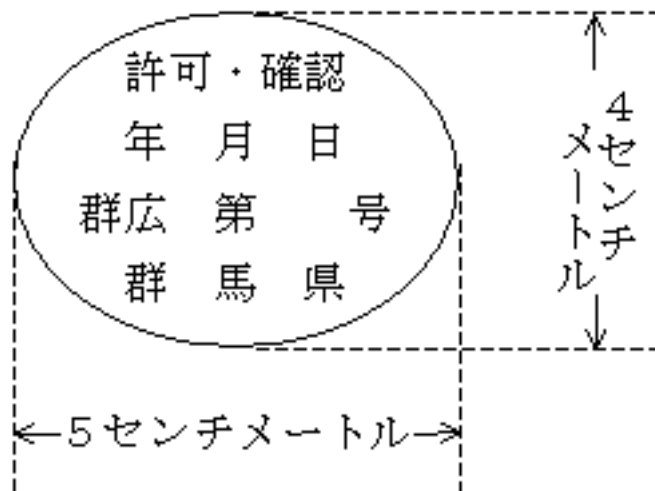 許可・確認
年 月 日
群広 第 号
群 馬 県
4センチメートル
5センチメートル